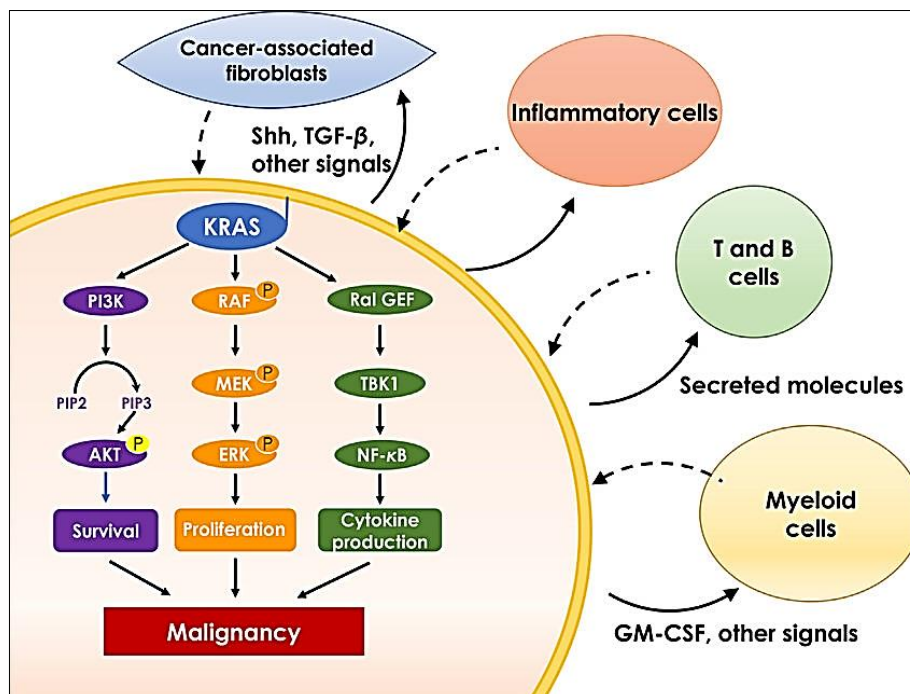 Cancer-associated
fibroblasts
Shh, TGF-β,
other signals
Inflammatory cells
T and B
cells
Secreted molecules
Myeloid
cells
GM-CSF, other signals
KRAS
PI3K
RAF P
Ral GEF
PIP2
PIP3
MEK P
TBK1
AKT P
ERK P
NF-κB
Survival
Proliferation
Cytokine
production
Malignancy